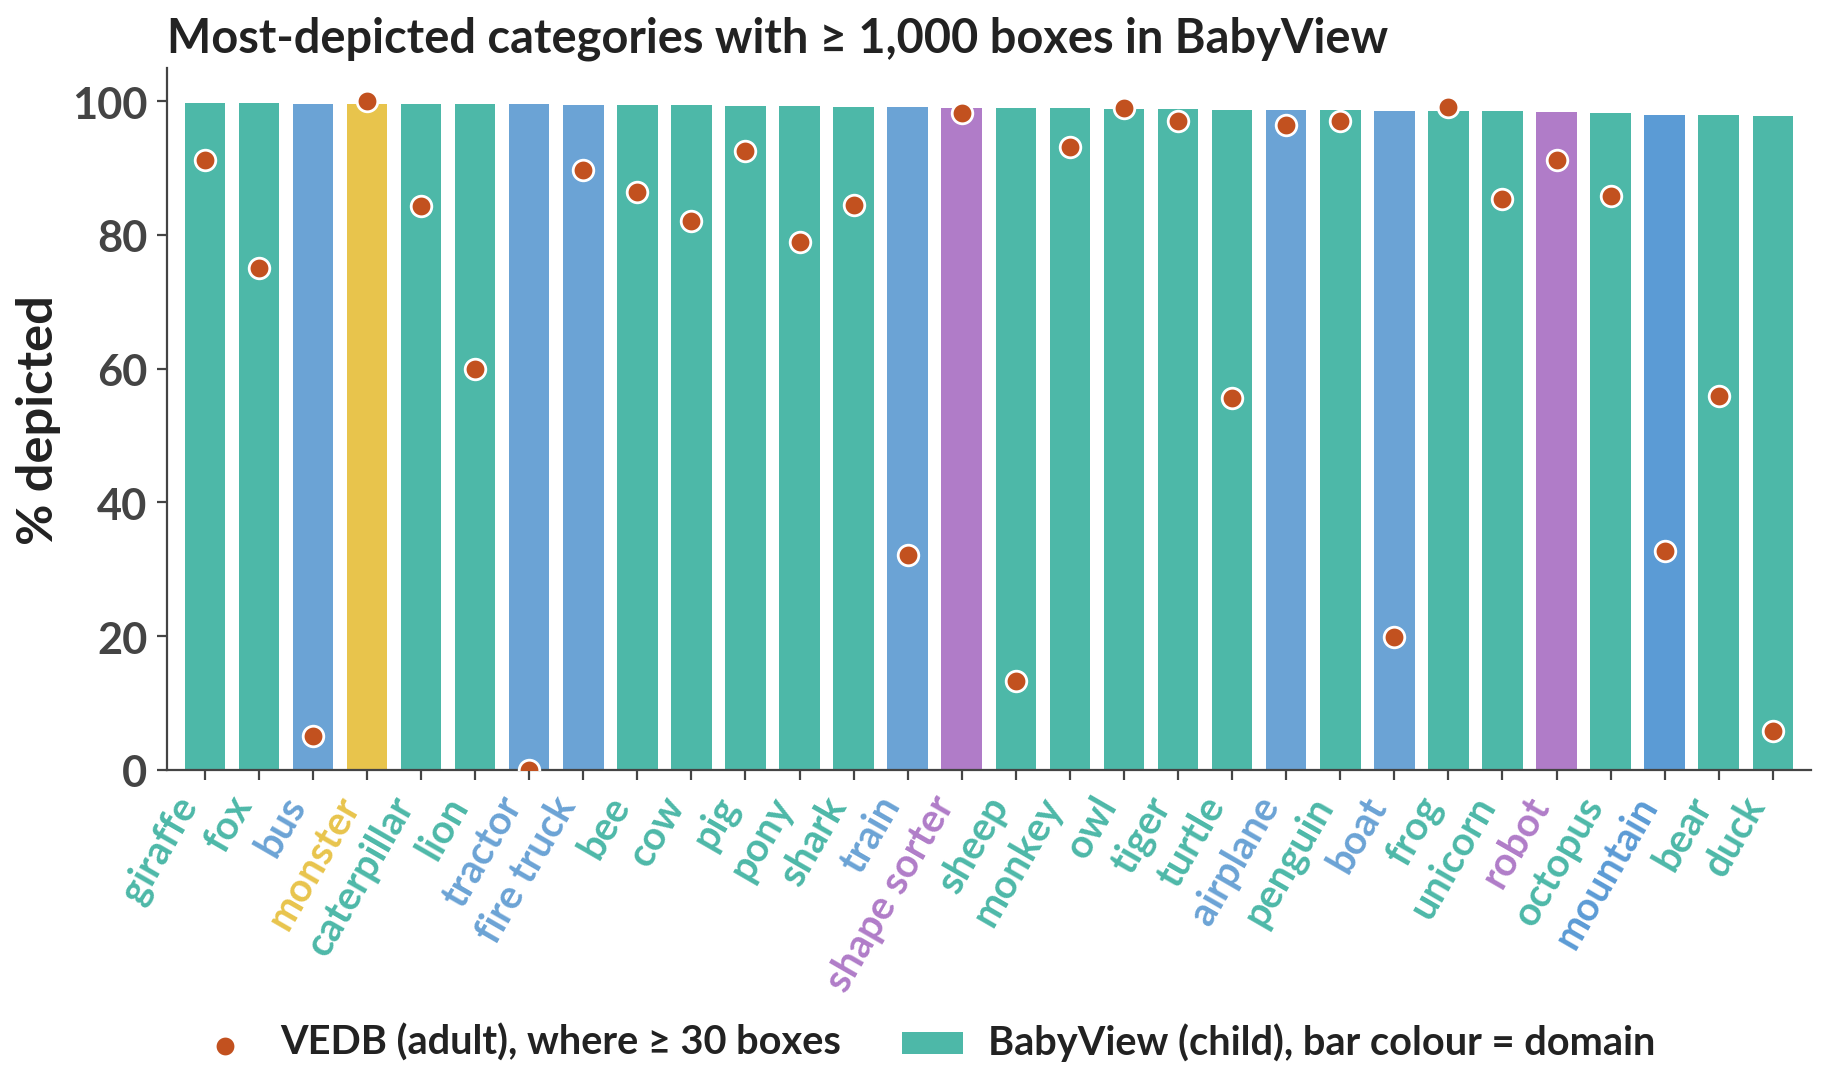 Most-depicted categories with ≥ 1,000 boxes in BabyView
% depicted
100
80
60
40
20
0
giraffe
fox
bus
monster
caterpillar
lion
tractor
fire truck
bee
cow
pig
pony
shark
train
shape sorter
sheep
monkey
owl
tiger
turtle
airplane
penguin
boat
frog
unicorn
robot
octopus
mountain
bear
duck
VEDB (adult), where ≥ 30 boxes
BabyView (child), bar colour = domain